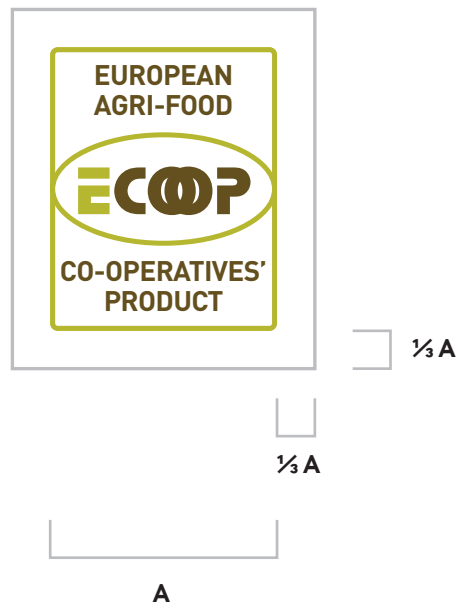 EUROPEAN
AGRI-FOOD
ECOOP
CO-OPERATIVES’
PRODUCT
⅓ A
⅓ A
A